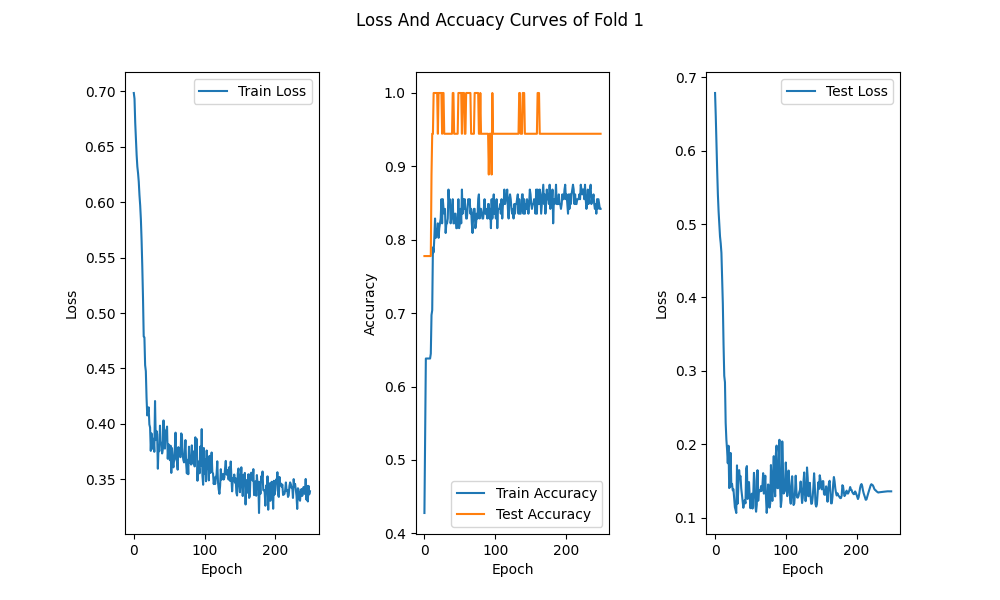 Loss And Accuacy Curves of Fold 1
Train Loss
0.70
0.65
0.60
0.55
0.50
0.45
0.40
0.35
Loss
0
100
200
Epoch
1.0
0.9
0.8
0.7
0.6
0.5
0.4
Accuracy
Train Accuracy
Test Accuracy
0
100
200
Epoch
Test Loss
0.7
0.6
0.5
0.4
0.3
0.2
0.1
Loss
0
100
200
Epoch